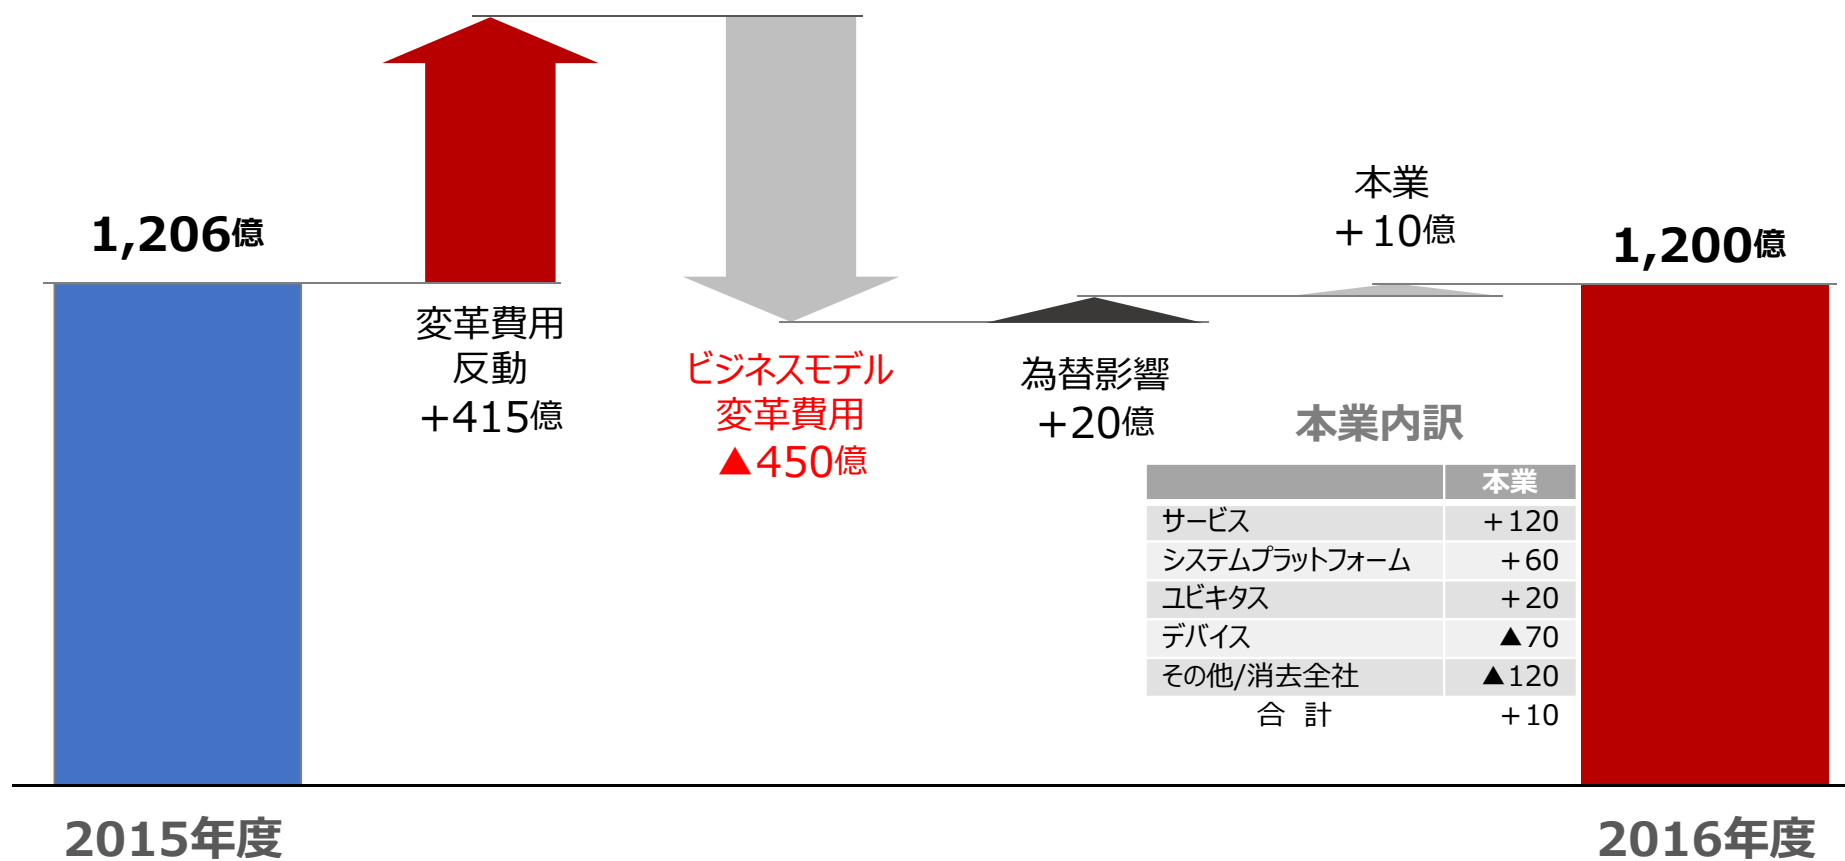 1,206億
変革費用
反動
+415億
ビジネスモデル
変革費用
▲450億
為替影響
+20億
本業
＋10億
1,200億
本業内訳
本業
サービス ＋120
システムプラットフォーム ＋60
ユビキタス ＋20
デバイス ▲70
その他/消去全社 ▲120
合 計 ＋10
2015年度
2016年度